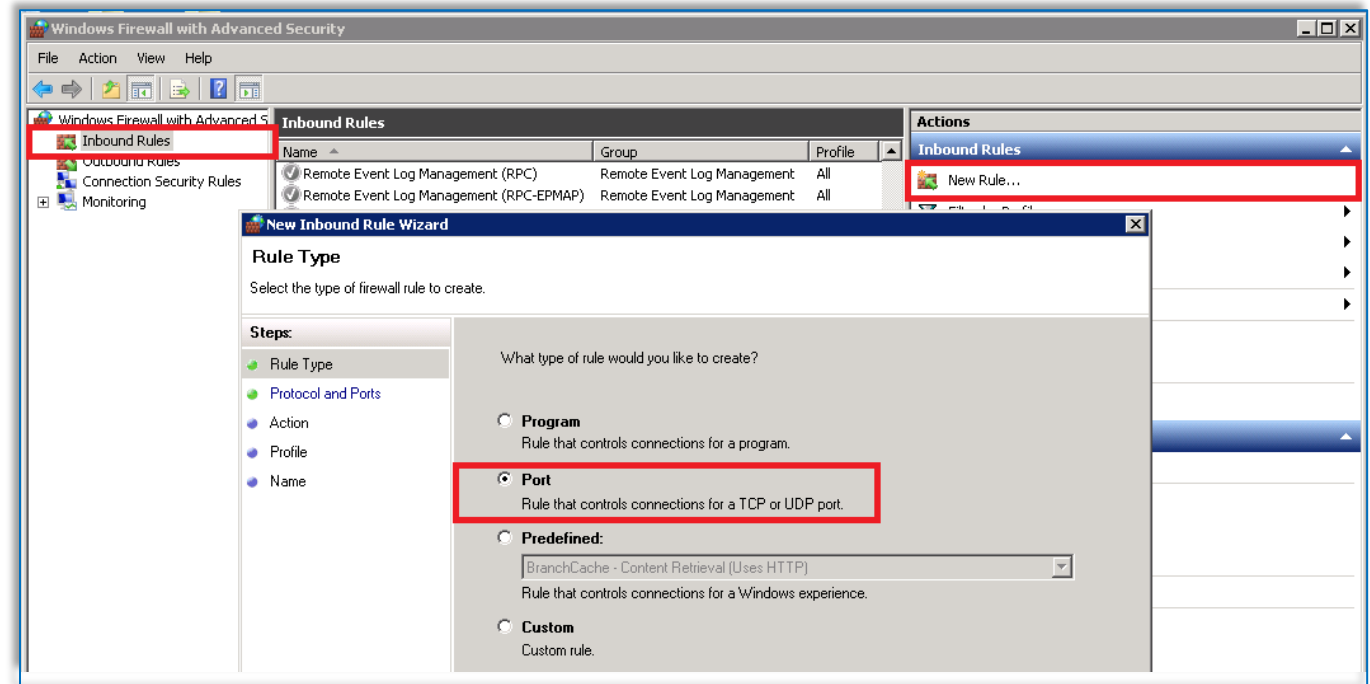 Windows Firewall with Advanced Security
File Action View Help
Windows Firewall with Advanced S
Inbound Rules
Outbound Rules
Connection Security Rules
Monitoring
Inbound Rules
Name Group Profile
Remote Event Log Management (RPC) Remote Event Log Management All
Remote Event Log Management (RPC-EPMAP) Remote Event Log Management All
Actions
Inbound Rules
New Rule...
New Inbound Rule Wizard
Rule Type
Select the type of firewall rule to create.
Steps:
Rule Type
Protocol and Ports
Action
Profile
Name
What type of rule would you like to create?
Program
Rule that controls connections for a program.
Port
Rule that controls connections for a TCP or UDP port.
Predefined:
BranchCache - Content Retrieval (Uses HTTP)
Rule that controls connections for a Windows experience.
Custom
Custom rule.